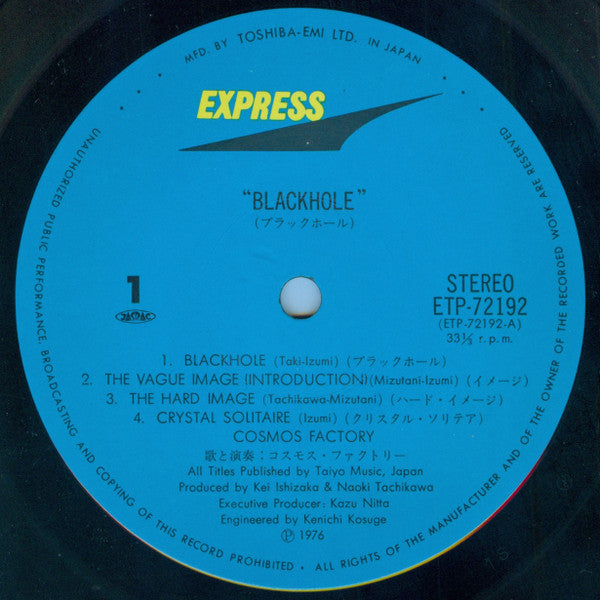 MFD. BY TOSHIBA-EMI LTD. IN JAPAN
EXPRESS
"BLACKHOLE"
(ブラックホール)
1
JASRAC
STEREO
ETP-72192
(ETP-72192-A)
33⅓ r.p.m.
1. BLACKHOLE (Taki-Izumi) (ブラックホール)
2. THE VAGUE IMAGE (INTRODUCTION) (Mizutani-Izumi) (イメージ)
3. THE HARD IMAGE (Tachikawa-Mizutani) (ハード・イメージ)
4. CRYSTAL SOLITAIRE (Izumi) (クリスタル・ソリテア)
COSMOS FACTORY
歌と演奏:コスモス・ファクトリー
All Titles Published by Taiyo Music, Japan
Produced by Kei Ishizaka & Naoki Tachikawa
Executive Producer: Kazu Nitta
Engineered by Kenichi Kosuge
Ⓟ 1976
UNAUTHORIZED PUBLIC PERFORMANCE, BROADCASTING AND COPYING OF THIS RECORD PROHIBITED • ALL RIGHTS OF THE MANUFACTURER AND OF THE OWNER OF THE RECORDED WORK ARE RESERVED